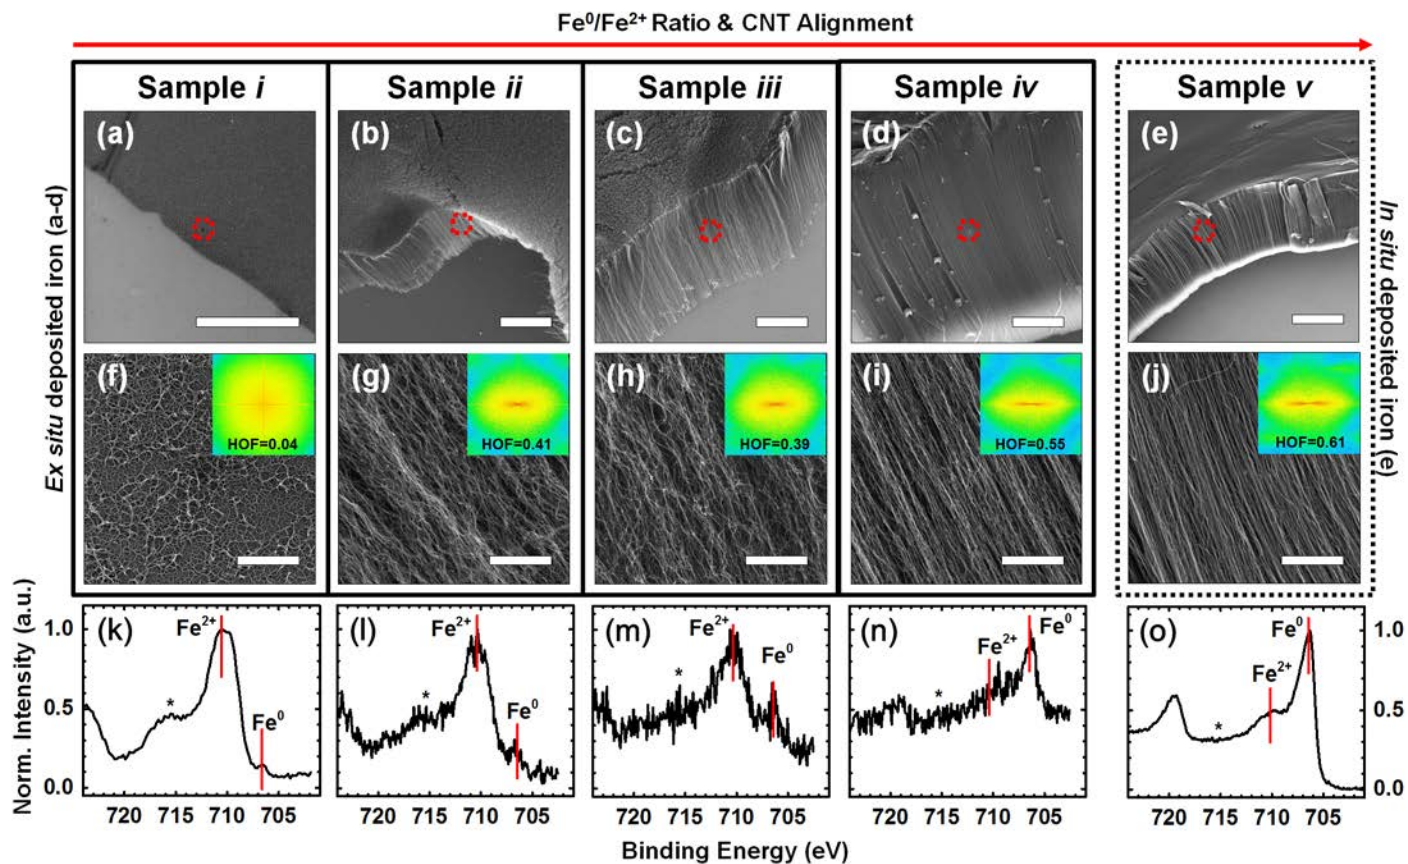 Fe⁰/Fe²⁺ Ratio & CNT Alignment
Sample i
Sample ii
Sample iii
Sample iv
Sample v
Ex situ deposited iron (a-d)
(a)
(b)
(c)
(d)
(e)
In situ deposited iron (e)
(f)
HOF=0.04
(g)
HOF=0.41
(h)
HOF=0.39
(i)
HOF=0.55
(j)
HOF=0.61
Norm. Intensity (a.u.)
1.0
0.5
0.0
(k)
Fe²⁺
*
Fe⁰
(l)
Fe²⁺
*
Fe⁰
(m)
Fe²⁺
*
Fe⁰
(n)
Fe²⁺
*
Fe⁰
(o)
Fe⁰
Fe²⁺
*
1.0
0.5
0.0
720 715 710 705
720 715 710 705
720 715 710 705
720 715 710 705
720 715 710 705
Binding Energy (eV)